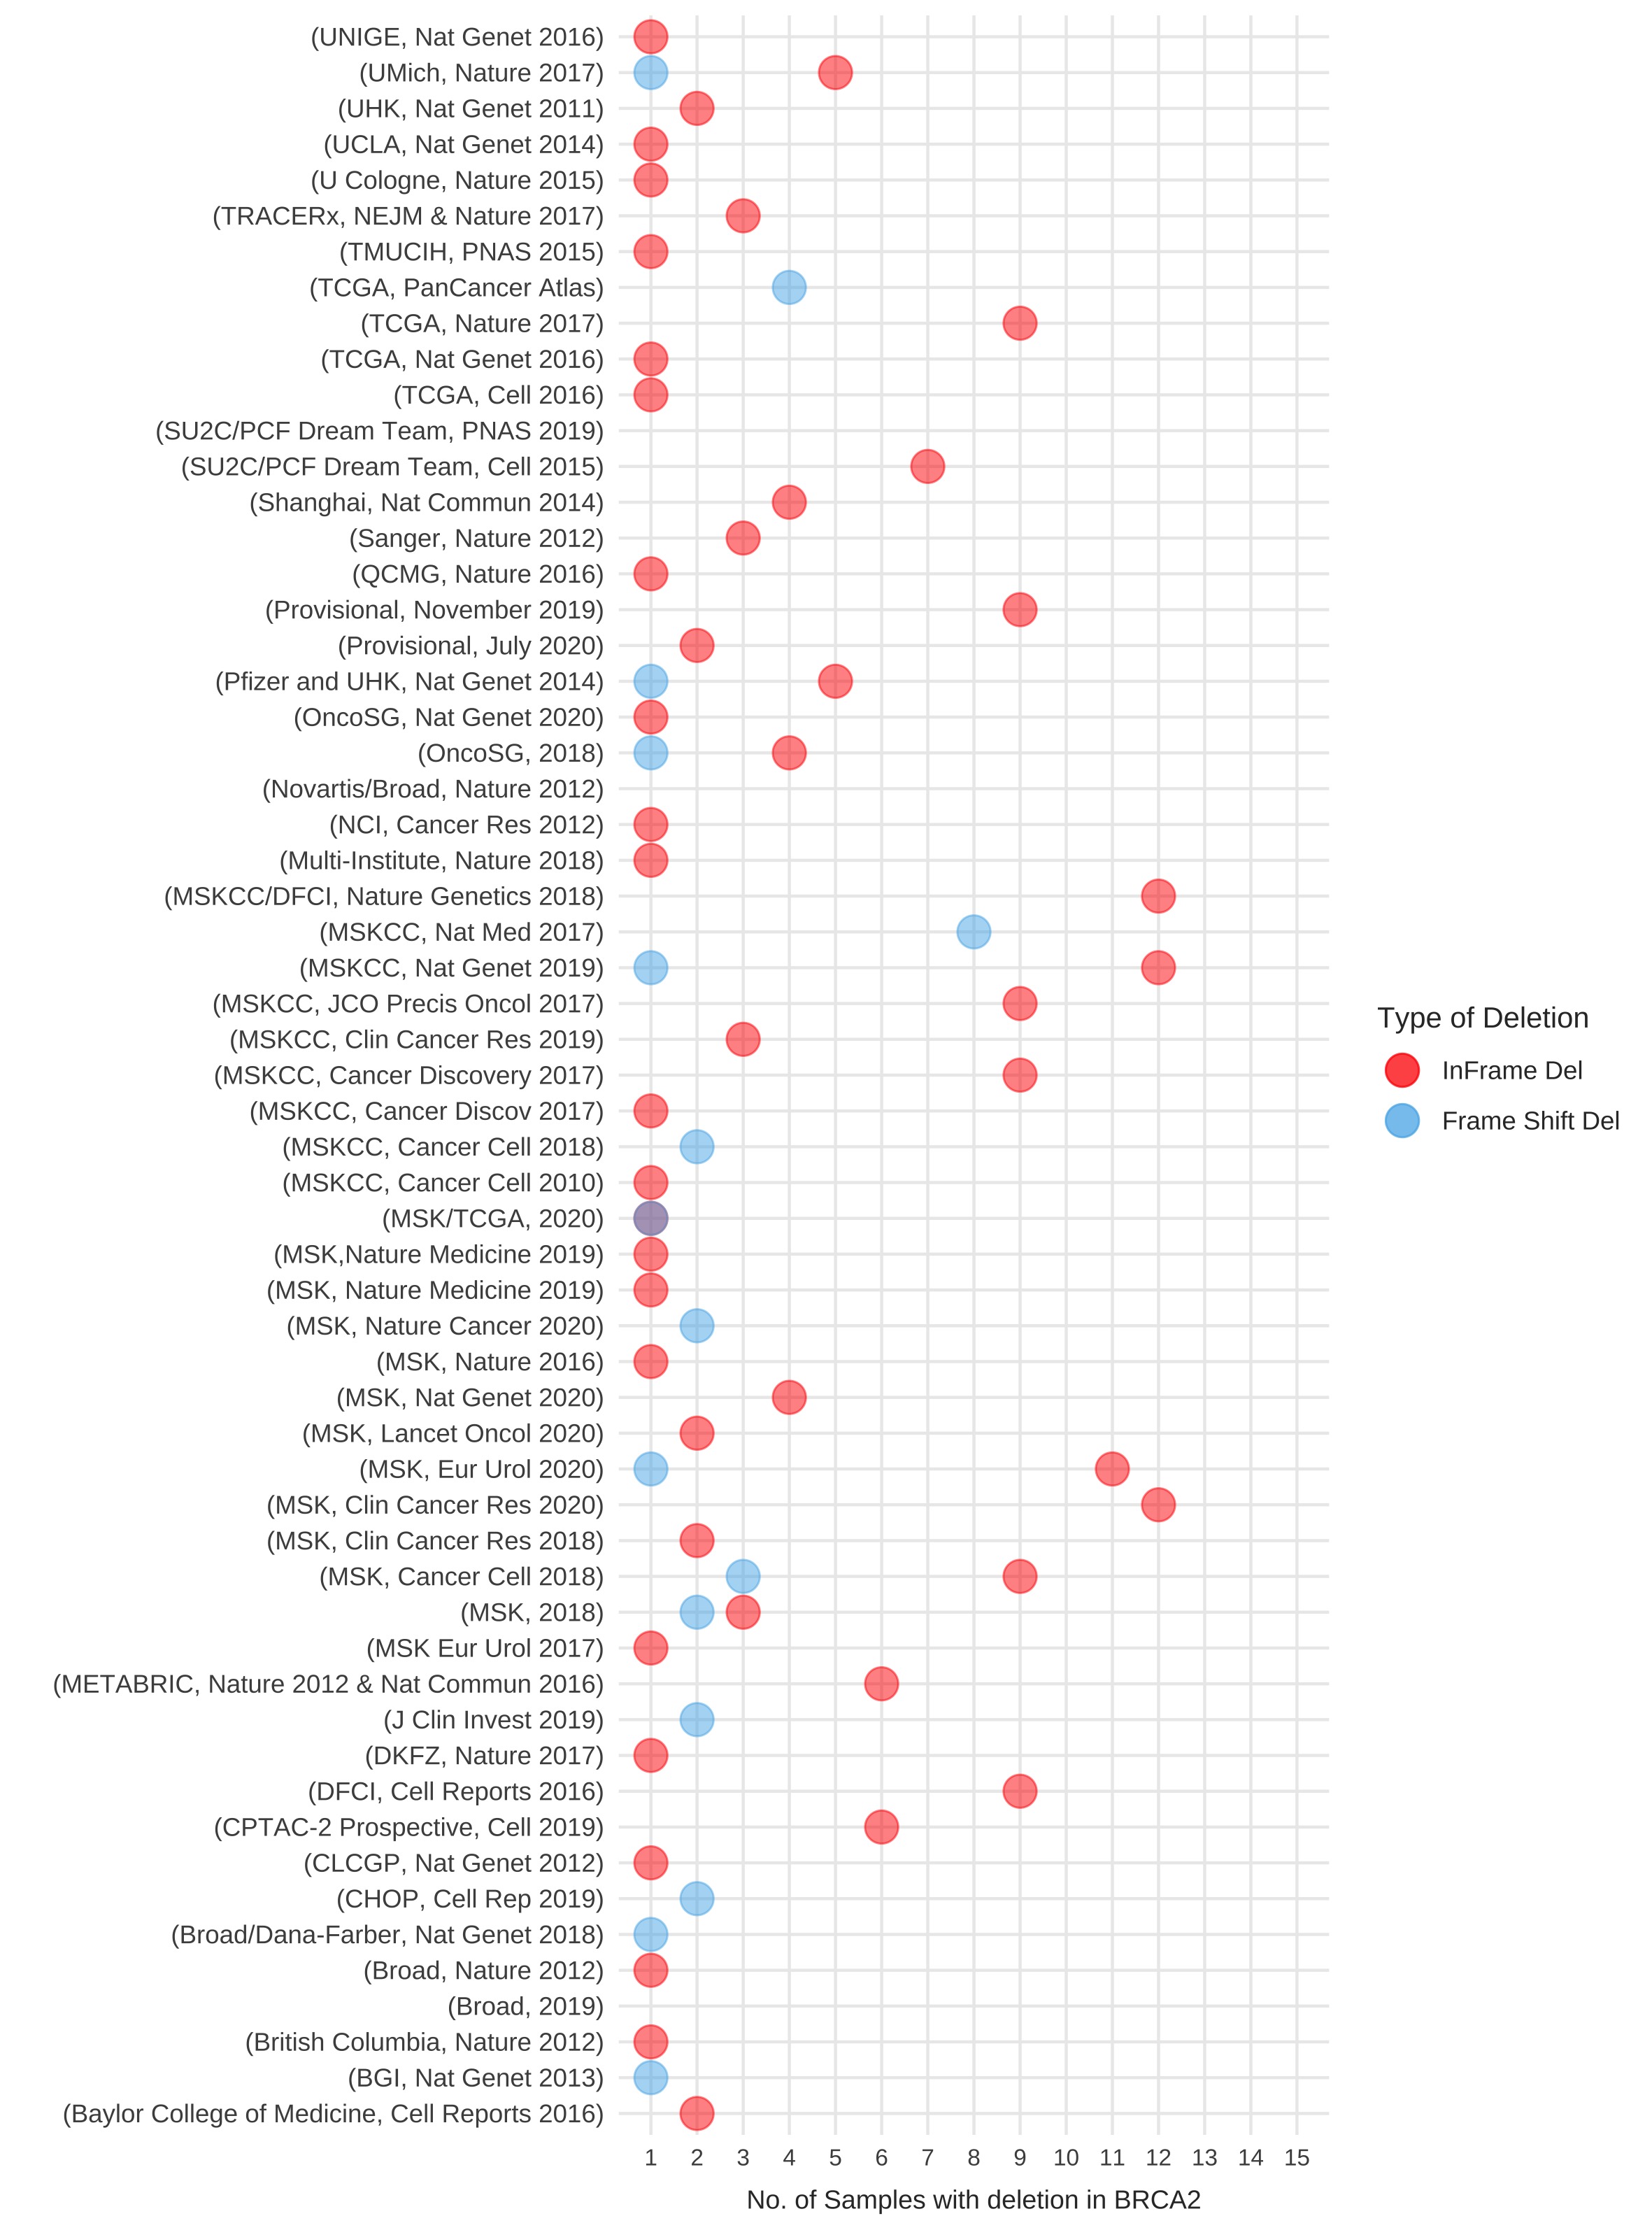 (UNIGE, Nat Genet 2016)
(UMich, Nature 2017)
(UHK, Nat Genet 2011)
(UCLA, Nat Genet 2014)
(U Cologne, Nature 2015)
(TRACERx, NEJM & Nature 2017)
(TMUCIH, PNAS 2015)
(TCGA, PanCancer Atlas)
(TCGA, Nature 2017)
(TCGA, Nat Genet 2016)
(TCGA, Cell 2016)
(SU2C/PCF Dream Team, PNAS 2019)
(SU2C/PCF Dream Team, Cell 2015)
(Shanghai, Nat Commun 2014)
(Sanger, Nature 2012)
(QCMG, Nature 2016)
(Provisional, November 2019)
(Provisional, July 2020)
(Pfizer and UHK, Nat Genet 2014)
(OncoSG, Nat Genet 2020)
(OncoSG, 2018)
(Novartis/Broad, Nature 2012)
(NCI, Cancer Res 2012)
(Multi-Institute, Nature 2018)
(MSKCC/DFCI, Nature Genetics 2018)
(MSKCC, Nat Med 2017)
(MSKCC, Nat Genet 2019)
(MSKCC, JCO Precis Oncol 2017)
(MSKCC, Clin Cancer Res 2019)
(MSKCC, Cancer Discovery 2017)
(MSKCC, Cancer Discov 2017)
(MSKCC, Cancer Cell 2018)
(MSKCC, Cancer Cell 2010)
(MSK/TCGA, 2020)
(MSK,Nature Medicine 2019)
(MSK, Nature Medicine 2019)
(MSK, Nature Cancer 2020)
(MSK, Nature 2016)
(MSK, Nat Genet 2020)
(MSK, Lancet Oncol 2020)
(MSK, Eur Urol 2020)
(MSK, Clin Cancer Res 2020)
(MSK, Clin Cancer Res 2018)
(MSK, Cancer Cell 2018)
(MSK, 2018)
(MSK Eur Urol 2017)
(METABRIC, Nature 2012 & Nat Commun 2016)
(J Clin Invest 2019)
(DKFZ, Nature 2017)
(DFCI, Cell Reports 2016)
(CPTAC-2 Prospective, Cell 2019)
(CLCGP, Nat Genet 2012)
(CHOP, Cell Rep 2019)
(Broad/Dana-Farber, Nat Genet 2018)
(Broad, Nature 2012)
(Broad, 2019)
(British Columbia, Nature 2012)
(BGI, Nat Genet 2013)
(Baylor College of Medicine, Cell Reports 2016)
1 2 3 4 5 6 7 8 9 10 11 12 13 14 15
No. of Samples with deletion in BRCA2
Type of Deletion
InFrame Del
Frame Shift Del